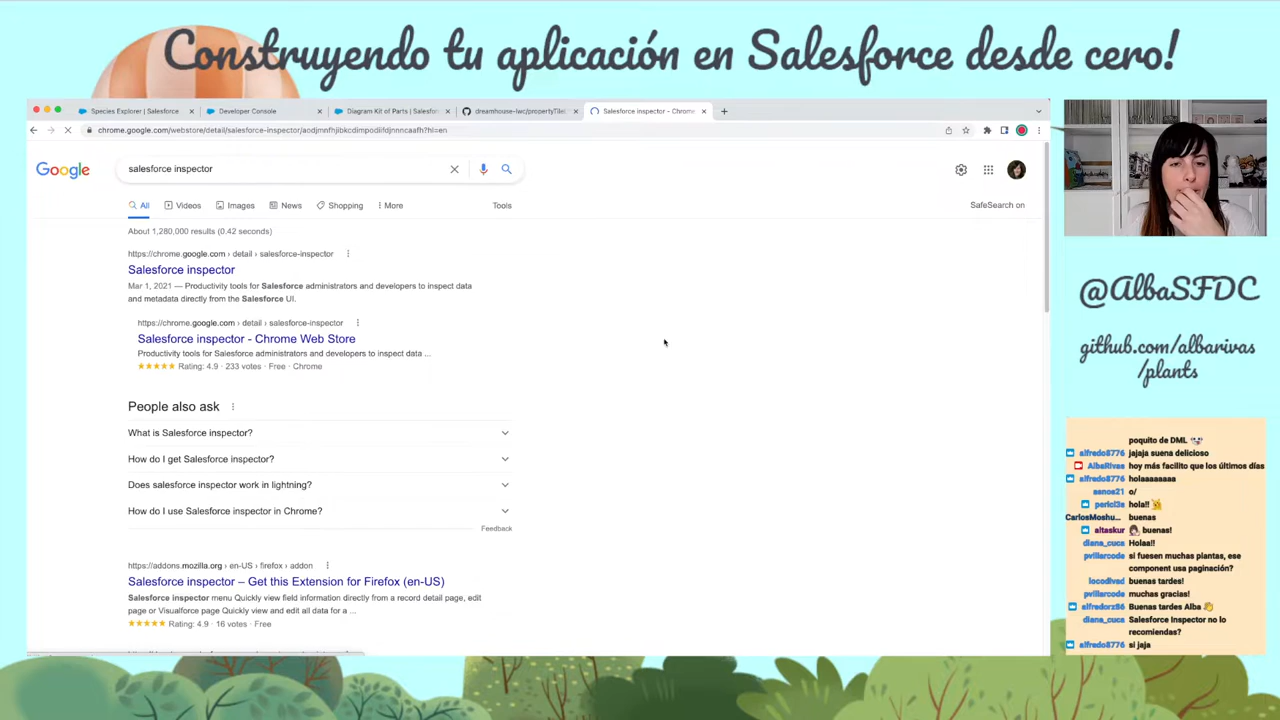 Construyendo tu aplicación en Salesforce desde cero!
Species Explorer | Salesforce
Developer Console
Diagram Kit of Parts | Salesfor
dreamhouse-lwc/propertyTile
Salesforce inspector - Chrome
chrome.google.com/webstore/detail/salesforce-inspector/aodjmnfhjibkcdimpodiifdjnnncaafh?hl=en
Google
salesforce inspector
All
Videos
Images
News
Shopping
More
Tools
SafeSearch on
About 1,280,000 results (0.42 seconds)
https://chrome.google.com › detail › salesforce-inspector
Salesforce inspector
Mar 1, 2021 — Productivity tools for Salesforce administrators and developers to inspect data
and metadata directly from the Salesforce UI.
https://chrome.google.com › detail › salesforce-inspector
Salesforce inspector - Chrome Web Store
Productivity tools for Salesforce administrators and developers to inspect data ...
Rating: 4.9 · 233 votes · Free · Chrome
People also ask
What is Salesforce inspector?
How do I get Salesforce inspector?
Does salesforce inspector work in lightning?
How do I use Salesforce inspector in Chrome?
Feedback
https://addons.mozilla.org › en-US › firefox › addon
Salesforce inspector – Get this Extension for Firefox (en-US)
Salesforce inspector menu Quickly view field information directly from a record detail page, edit
page or Visualforce page Quickly view and edit all data for a ...
Rating: 4.9 · 16 votes · Free
@AlbaSFDC
github.com/albarivas
/plants
poquito de DML
alfredo8776 jajaja suena delicioso
AlbaRivas hoy más facilito que los últimos días
alfredo8776 holaaaaaaaa
o/
hola!!
CarlosMoshu... buenas
altaskur buenas!
diana_cuca Holaa!!
pvillarcode si fuesen muchas plantas, ese
component usa paginación?
locodivad buenas tardes!
pvillarcode muchas gracias!
alfredorz86 Buenas tardes Alba
diana_cuca Salesforce Inspector no lo
recomiendas?
alfredo8776 si jaja